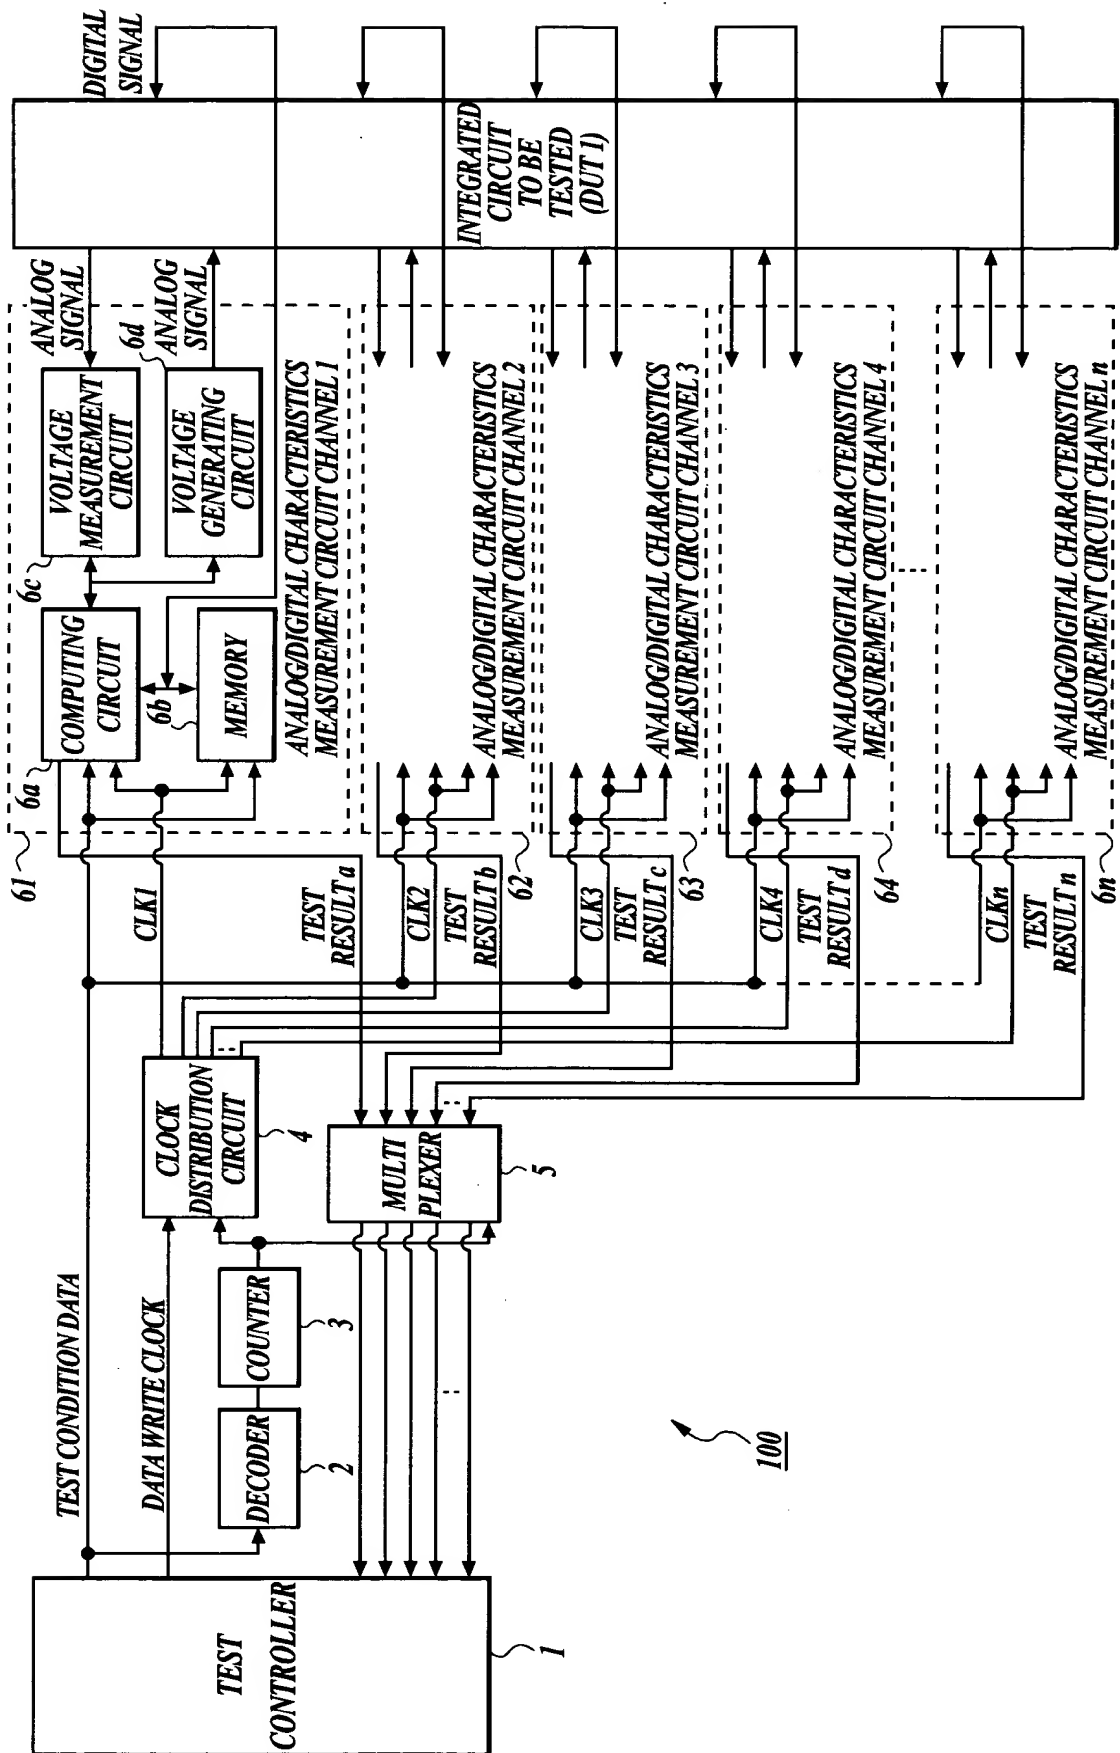 TEST
CONTROLLER
1
TEST CONDITION DATA
DATA WRITE CLOCK
DECODER
2
COUNTER
3
CLOCK
DISTRIBUTION
CIRCUIT
4
MULTI
PLEXER
5
100
CLK1
TEST
RESULT a
CLK2
TEST
RESULT b
CLK3
TEST
RESULT c
CLK4
TEST
RESULT d
CLKn
TEST
RESULT n
61
6a
COMPUTING
CIRCUIT
6b
MEMORY
6c
VOLTAGE
MEASUREMENT
CIRCUIT
6d
VOLTAGE
GENERATING
CIRCUIT
ANALOG
SIGNAL
ANALOG
SIGNAL
DIGITAL
SIGNAL
ANALOG/DIGITAL CHARACTERISTICS
MEASUREMENT CIRCUIT CHANNEL 1
62
ANALOG/DIGITAL CHARACTERISTICS
MEASUREMENT CIRCUIT CHANNEL 2
63
ANALOG/DIGITAL CHARACTERISTICS
MEASUREMENT CIRCUIT CHANNEL 3
64
ANALOG/DIGITAL CHARACTERISTICS
MEASUREMENT CIRCUIT CHANNEL 4
6n
ANALOG/DIGITAL CHARACTERISTICS
MEASUREMENT CIRCUIT CHANNEL n
INTEGRATED
CIRCUIT
TO BE
TESTED
(DUT 1)